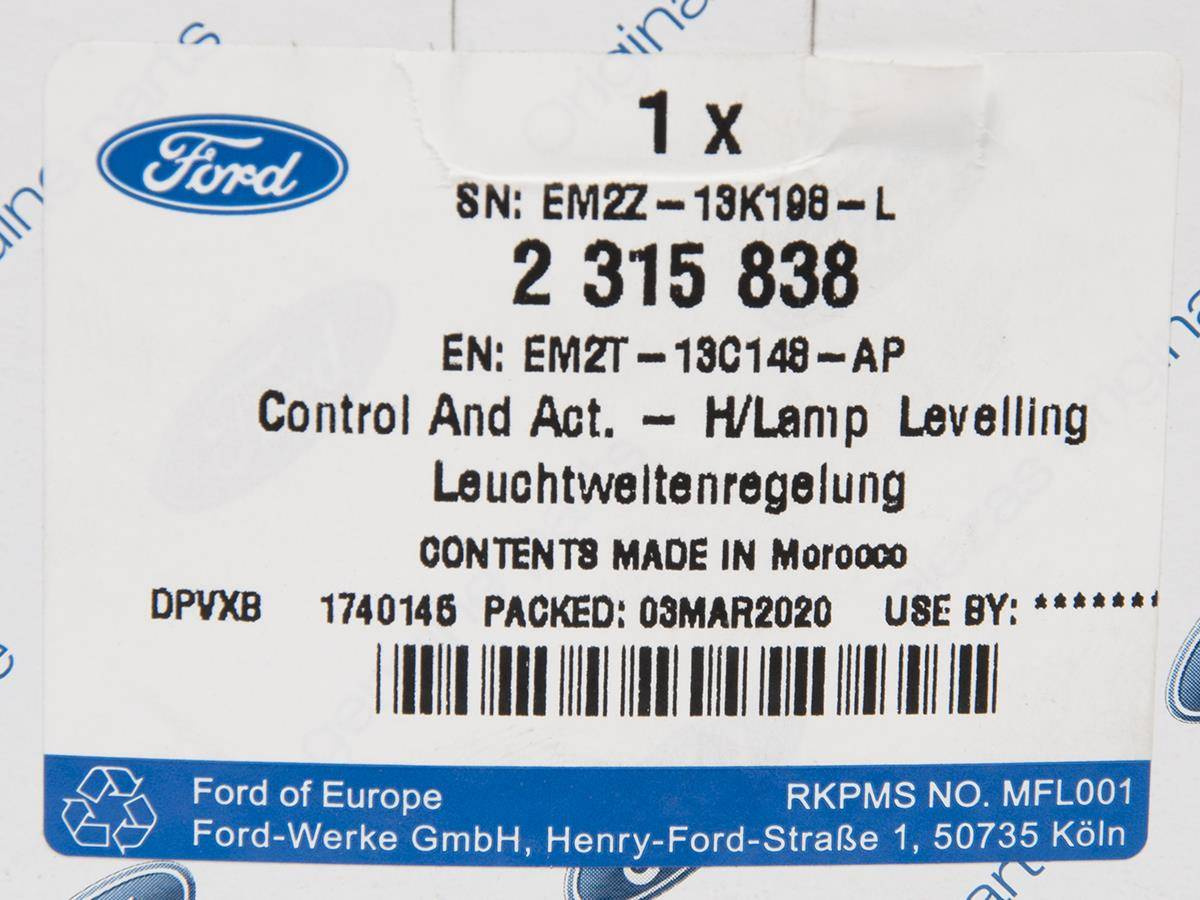 Ford
1 x
SN: EM2Z-13K198-L
2 315 838
EN: EM2T-13C148-AP
Control And Act. - H/Lamp Levelling
Leuchtweitenregelung
CONTENTS MADE IN Morocco
DPVXB 1740145 PACKED: 03MAR2020 USE BY: *******
Ford of Europe
RKPMS NO. MFL001
Ford-Werke GmbH, Henry-Ford-Straße 1, 50735 Köln